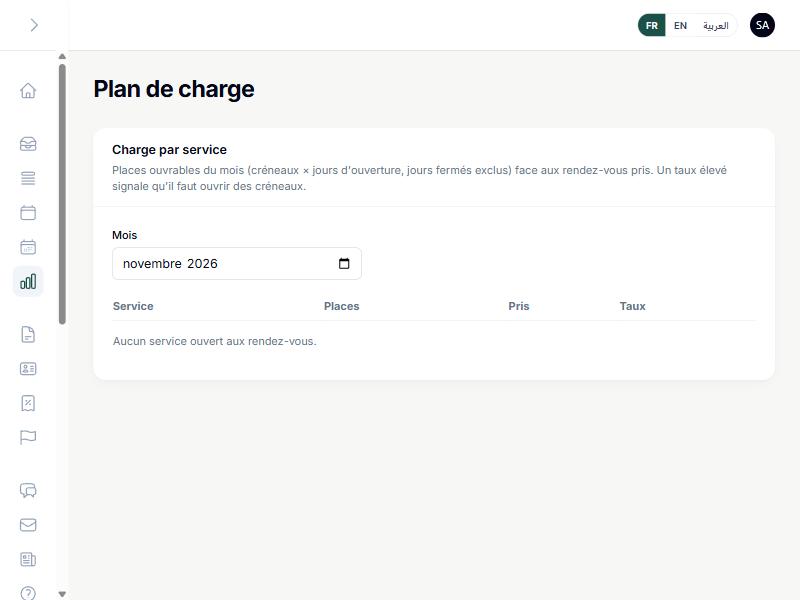 FR EN العربية SA
Plan de charge
Charge par service
Places ouvrables du mois (créneaux × jours d'ouverture, jours fermés exclus) face aux rendez-vous pris. Un taux élevé
signale qu'il faut ouvrir des créneaux.
Mois
novembre 2026
Service Places Pris Taux
Aucun service ouvert aux rendez-vous.